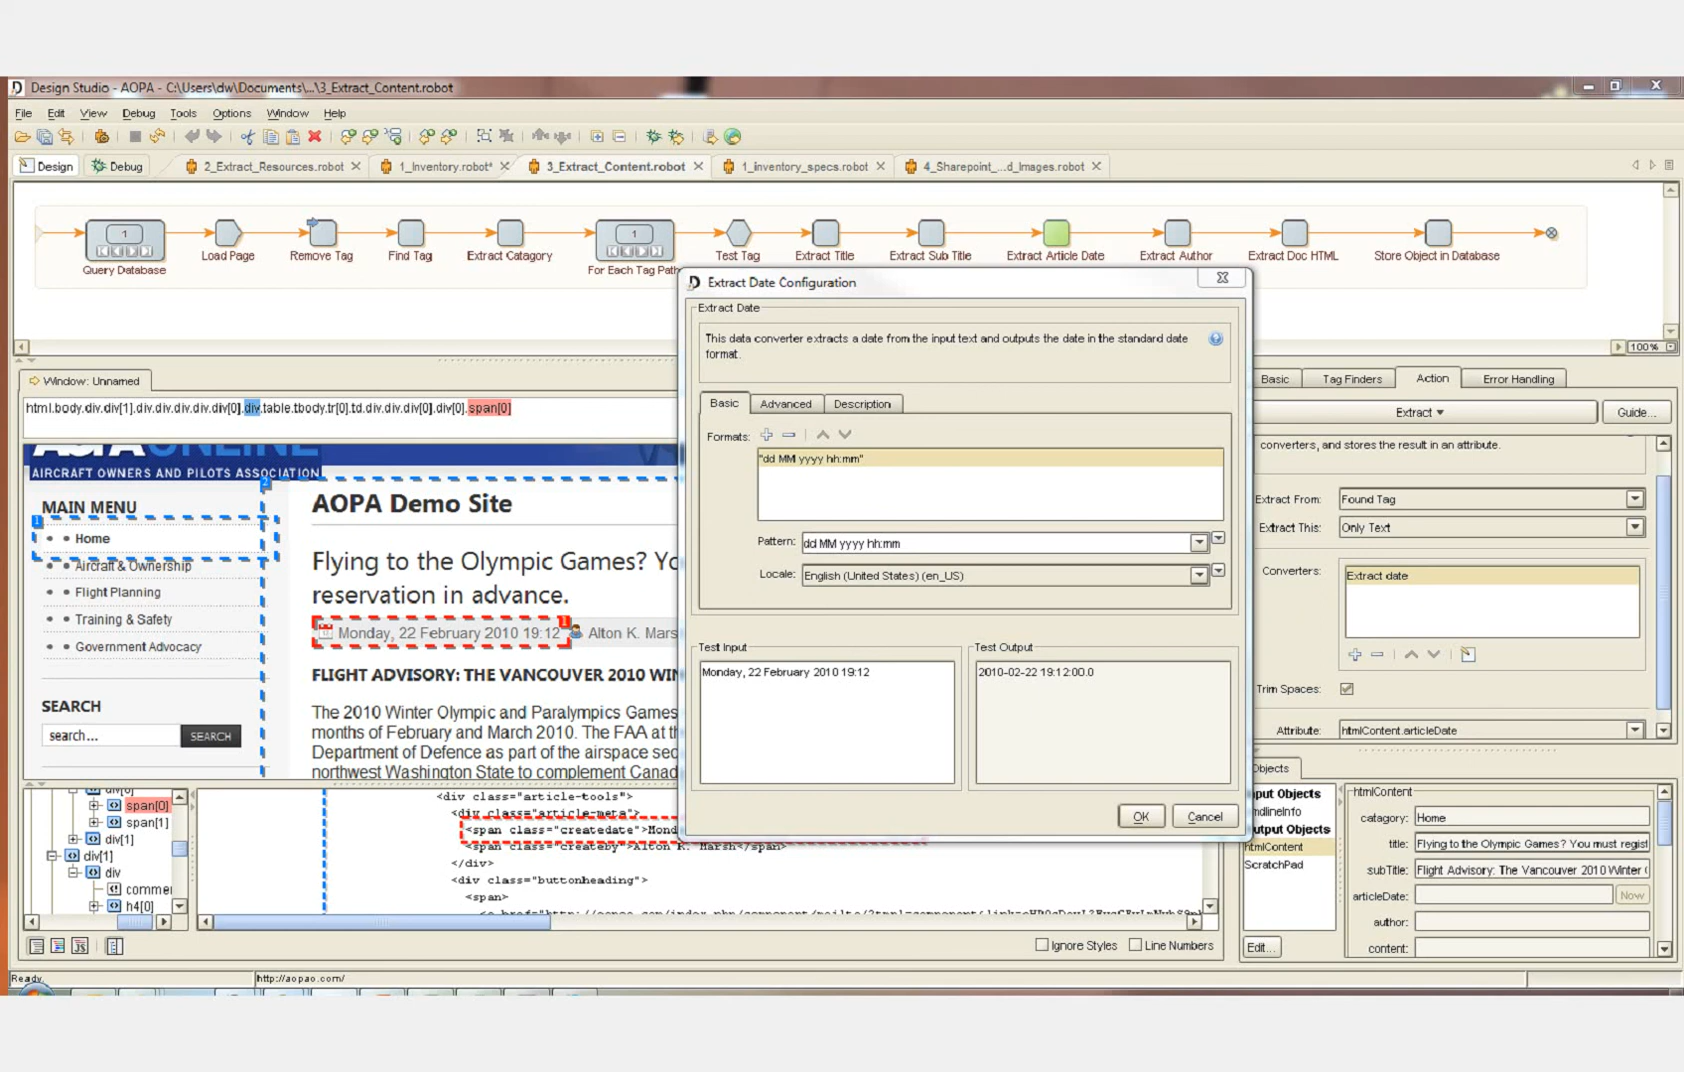 Design Studio - AOPA - C:\Users\dw\Documents\...\3_Extract_Content.robot
File Edit View Debug Tools Options Window Help
Design Debug 2_Extract_Resources.robot 1_Inventory.robot* 3_Extract_Content.robot 1_inventory_specs.robot 4_Sharepoint_...d_Images.robot
1 1
Query Database Load Page Remove Tag Find Tag Extract Catagory For Each Tag Path Test Tag Extract Title Extract Sub Title Extract Article Date Extract Author Extract Doc HTML Store Object in Database
100%
Window: Unnamed
html.body.div.div[1].div.div.div.div.div[0].div.table.tbody.tr[0].td.div.div.div[0].div[0].span[0]
AIRCRAFT OWNERS AND PILOTS ASSOCIATION
MAIN MENU
Home
Aircraft & Ownership
Flight Planning
Training & Safety
Government Advocacy
SEARCH
search...
SEARCH
AOPA Demo Site
Flying to the Olympic Games? Yo
reservation in advance.
Monday, 22 February 2010 19:12 Alton K. Mars
FLIGHT ADVISORY: THE VANCOUVER 2010 WIN
The 2010 Winter Olympic and Paralympics Games
months of February and March 2010. The FAA at th
Department of Defence as part of the airspace sec
northwest Washington State to complement Canad
span[0]
span[1]
div[1]
div[1]
div
commer
h4[0]
<div class="article-tools">
<div class="article-meta">
<span class="createdate">Mond
<span class="createby">Alton K. Marsh</span>
</div>
<div class="buttonheading">
<span>
Ignore Styles Line Numbers
Extract Date Configuration
Extract Date
This data converter extracts a date from the input text and outputs the date in the standard date
format.
Basic Advanced Description
Formats:
"dd MM yyyy hh:mm"
Pattern: dd MM yyyy hh:mm
Locale: English (United States) (en_US)
Test Input
Monday, 22 February 2010 19:12
Test Output
2010-02-22 19:12:00.0
OK Cancel
Basic Tag Finders Action Error Handling
Extract Guide...
converters, and stores the result in an attribute.
Extract From: Found Tag
Extract This: Only Text
Converters: Extract date
Trim Spaces:
Attribute: htmlContent.articleDate
Objects
put Objects
ndlineInfo
utput Objects
htmlContent
ScratchPad
Edit...
htmlContent
catagory: Home
title: Flying to the Olympic Games? You must regist
subTitle: Flight Advisory: The Vancouver 2010 Winter
articleDate: Now
author:
content:
Ready.
http://aopao.com/